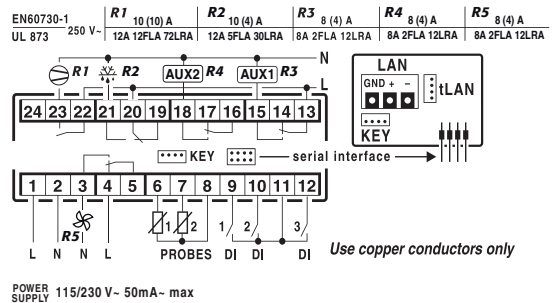 EN60730-1 250 V~ R1 10 (10) A R2 10 (4) A R3 8 (4) A R4 8 (4) A R5 8 (4) A
UL 873 12A 12FLA 72LRA 12A 5FLA 30LRA 8A 2FLA 12LRA 8A 2FLA 12LRA 8A 2FLA 12LRA
N
R1 R2 AUX2 R4 AUX1 R3
L
24 23 22 21 20 19 18 17 16 15 14 13
LAN
GND + -
tLAN
KEY
KEY serial interface
1 2 3 4 5 6 7 8 9 10 11 12
R5 1 2 1 2 3
L N N L PROBES DI DI DI
Use copper conductors only
POWER SUPPLY 115/230 V~ 50mA~ max